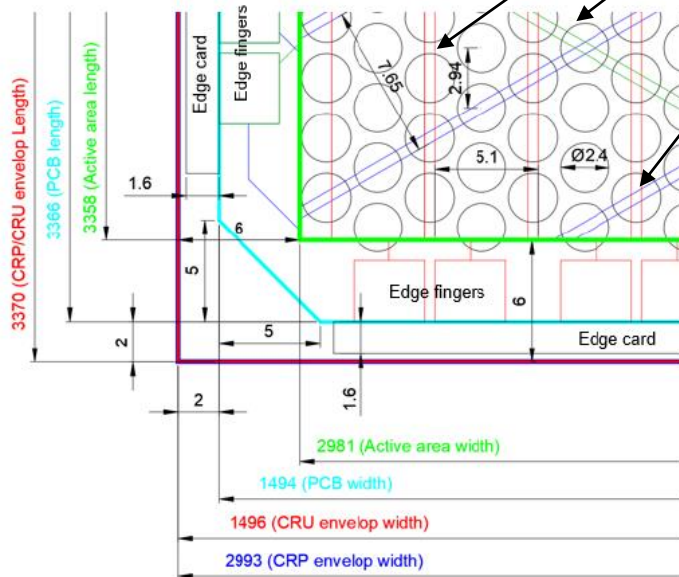 3370 (CRP/CRU envelop Length)
3366 (PCB length)
3358 (Active area length)
Edge card
Edge fingers
7.65
2.94
5.1
Ø2.4
1.6
6
5
5
2
2
Edge fingers
6
Edge card
1.6
2981 (Active area width)
1494 (PCB width)
1496 (CRU envelop width)
2993 (CRP envelop width)